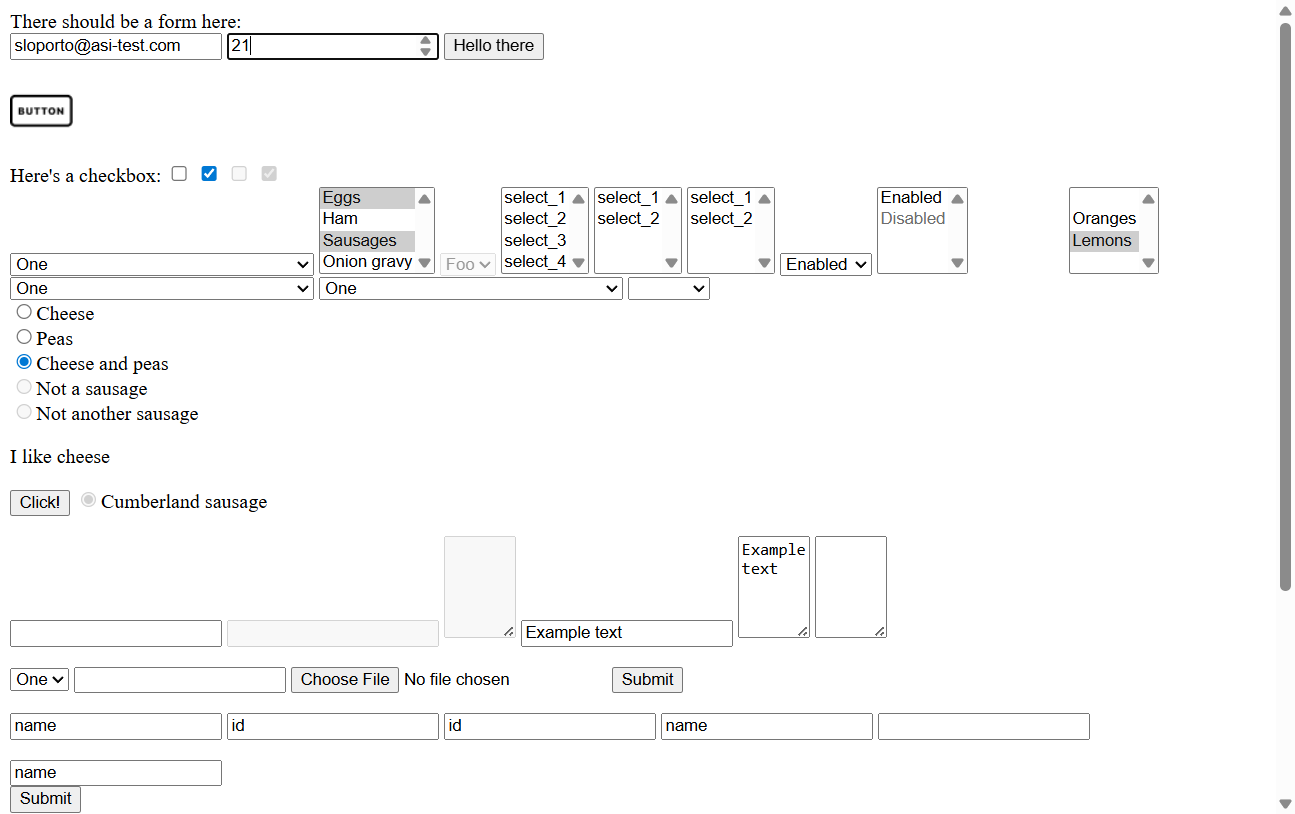 There should be a form here:
sloporto@asi-test.com 21 Hello there
BUTTON
Here's a checkbox:
One Eggs Ham Sausages Onion gravy Foo select_1 select_2 select_3 select_4 select_1 select_2 select_1 select_2 Enabled Enabled Disabled Oranges Lemons
One One
Cheese
Peas
Cheese and peas
Not a sausage
Not another sausage
I like cheese
Click! Cumberland sausage
Example text Example text
One Choose File No file chosen Submit
name id id name
name
Submit